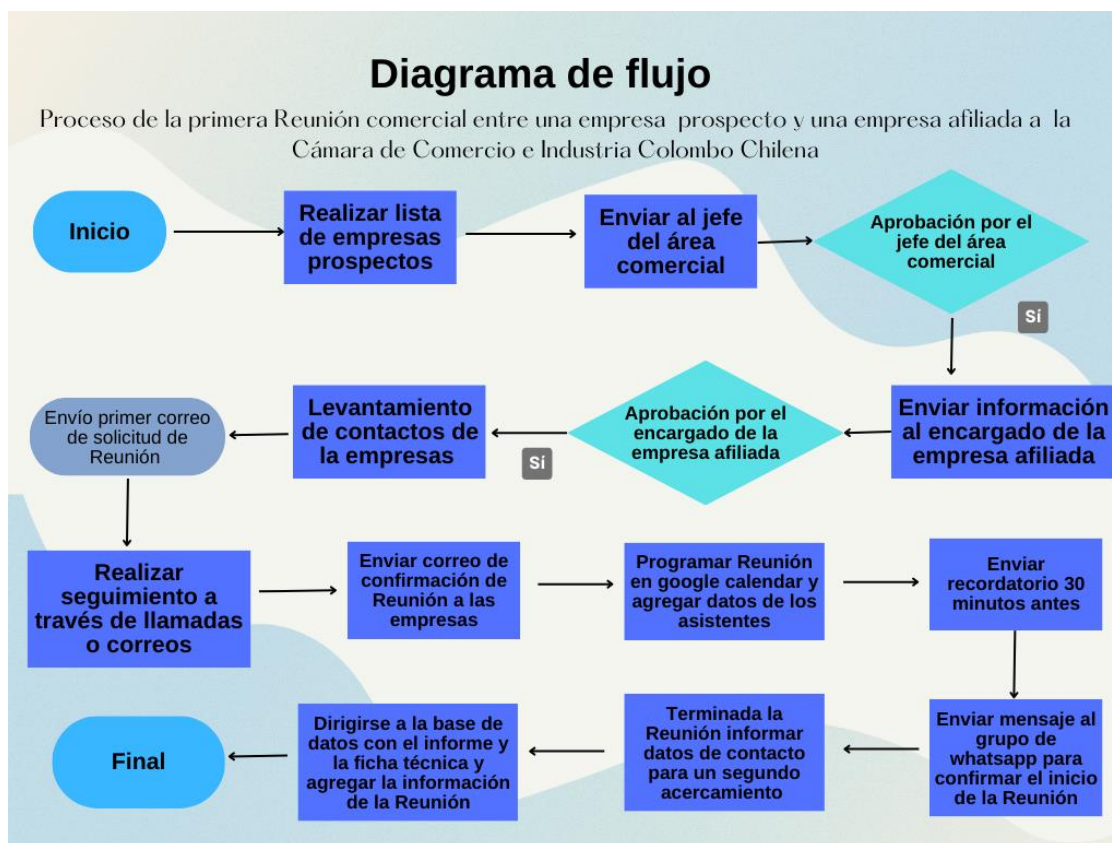 Diagrama de flujo
Proceso de la primera Reunión comercial entre una empresa prospecto y una empresa afiliada a la
Cámara de Comercio e Industria Colombo Chilena
Inicio
Realizar lista
de empresas
prospectos
Enviar al jefe
del área
comercial
Aprobación por el
jefe del área
comercial
Sí
Enviar información
al encargado de la
empresa afiliada
Aprobación por el
encargado de la
empresa afiliada
Sí
Levantamiento
de contactos de
la empresas
Envío primer correo
de solicitud de
Reunión
Realizar
seguimiento a
través de llamadas
o correos
Enviar correo de
confirmación de
Reunión a las
empresas
Programar Reunión
en google calendar y
agregar datos de los
asistentes
Enviar
recordatorio 30
minutos antes
Enviar mensaje al
grupo de
whatsapp para
confirmar el inicio
de la Reunión
Terminada la
Reunión informar
datos de contacto
para un segundo
acercamiento
Dirigirse a la base de
datos con el informe y
la ficha técnica y
agregar la información
de la Reunión
Final